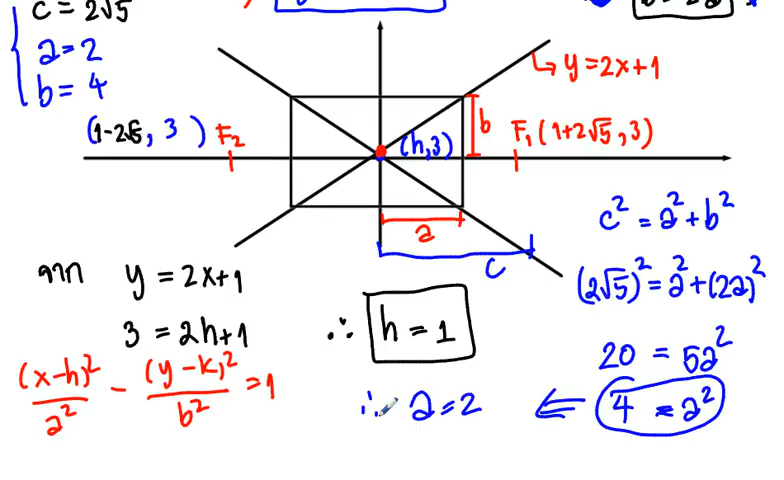 c = 2√5
a = 2
b = 4
y = 2x+1
b
(1-2√5, 3) F₂
(h,3)
F₁(1+2√5, 3)
a
c
c² = a² + b²
(2√5)² = a² + (2a)²
20 = 5a²
4 = a²
∴ a = 2
จาก y = 2x+1
3 = 2h+1
∴ h = 1
(x-h)²/a² - (y-k)²/b² = 1